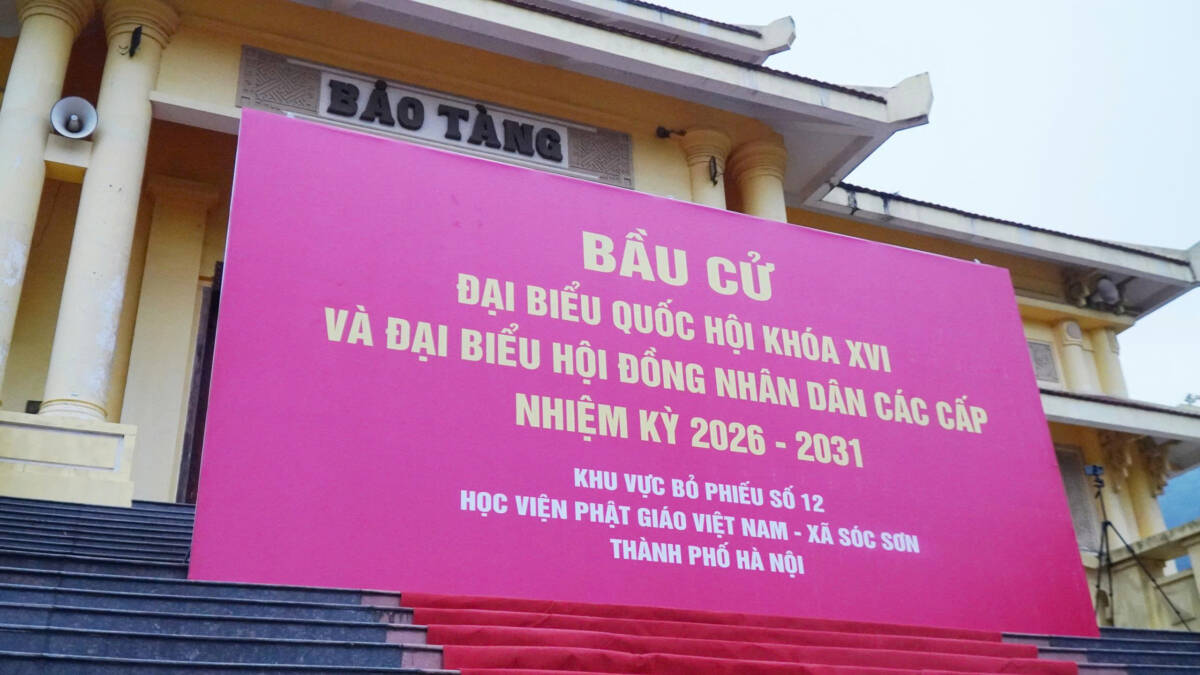 BẢO TÀNG
BẦU CỬ
ĐẠI BIỂU QUỐC HỘI KHÓA XVI
VÀ ĐẠI BIỂU HỘI ĐỒNG NHÂN DÂN CÁC CẤP
NHIỆM KỲ 2026 - 2031
KHU VỰC BỎ PHIẾU SỐ 12
HỌC VIỆN PHẬT GIÁO VIỆT NAM - XÃ SÓC SƠN
THÀNH PHỐ HÀ NỘI